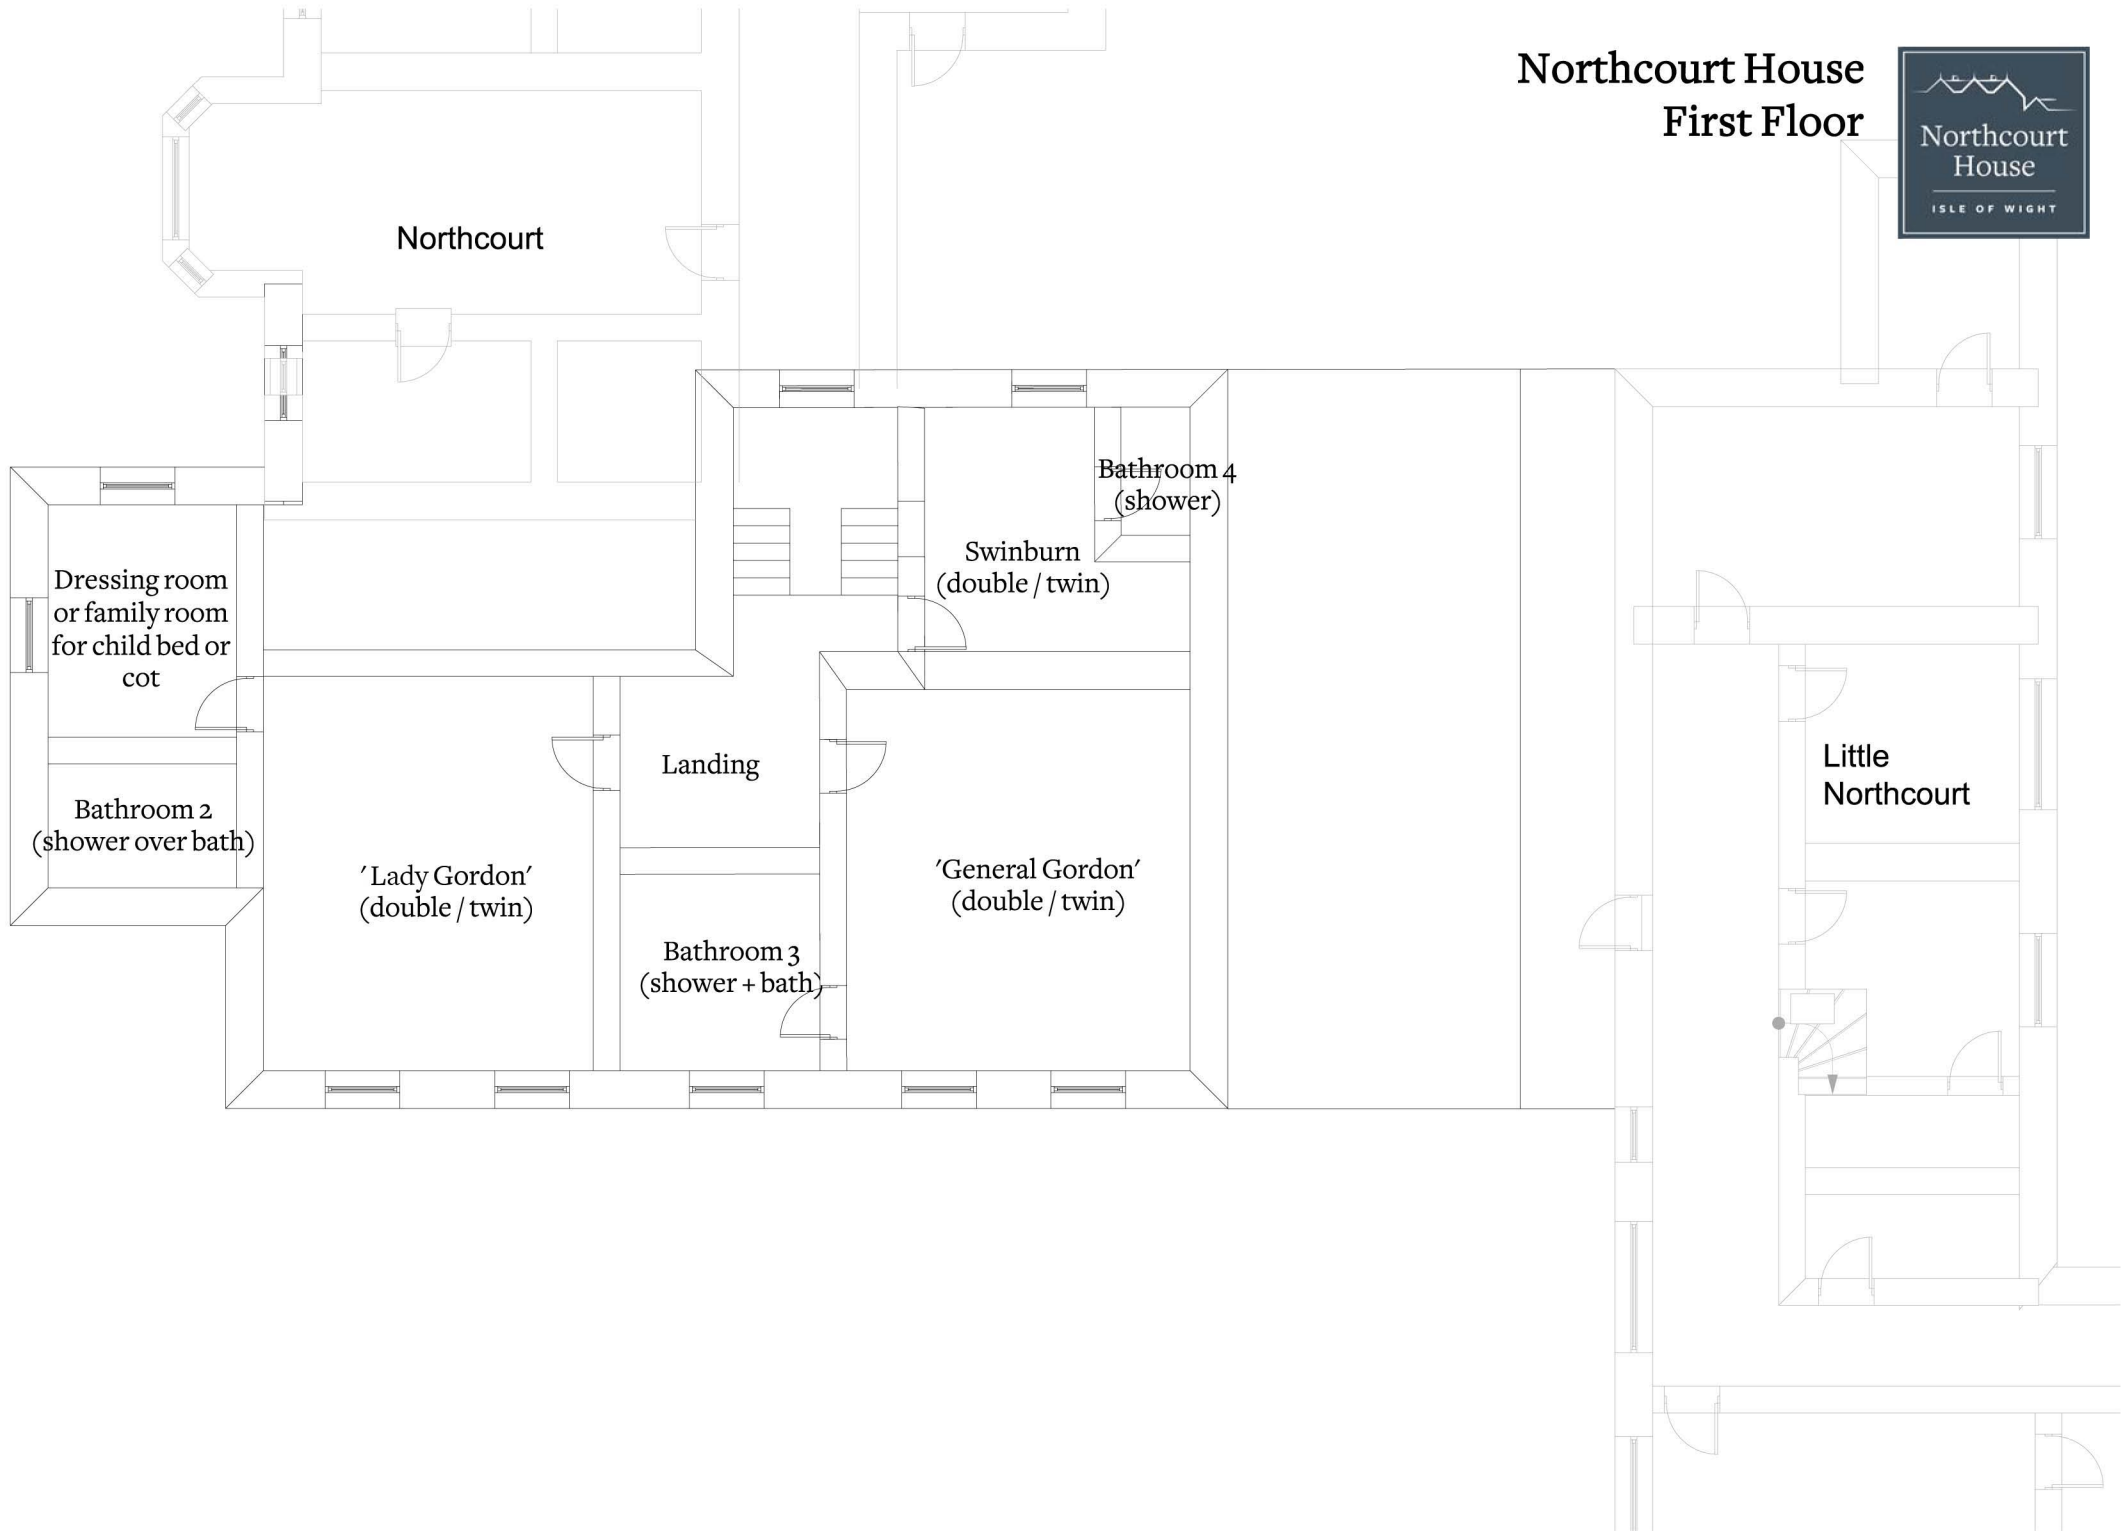 Northcourt House
First Floor
Northcourt
House
ISLE OF WIGHT
Northcourt
Bathroom 4
(shower)
Swinburn
(double / twin)
Dressing room
or family room
for child bed or
cot
Landing
Little
Northcourt
Bathroom 2
(shower over bath)
'Lady Gordon'
(double / twin)
'General Gordon'
(double / twin)
Bathroom 3
(shower + bath)